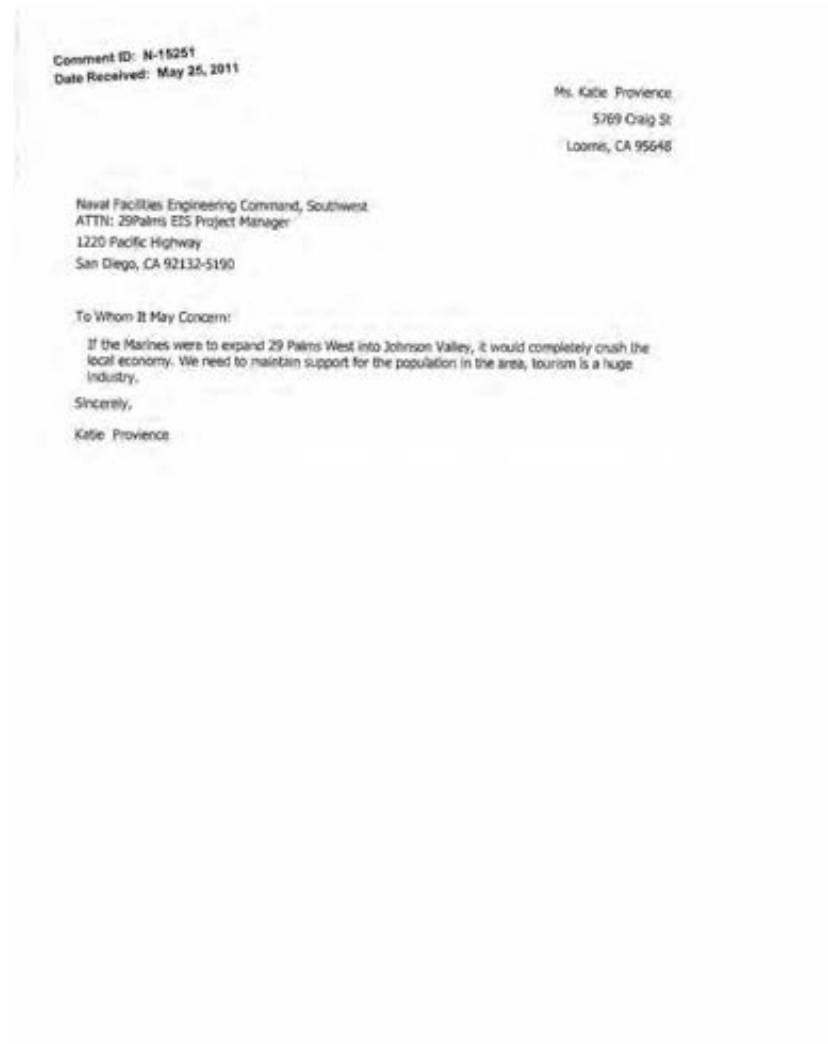 Comment ID: N-15251
Date Received: May 25, 2011
Ms. Katie Provience
5769 Craig St
Loomis, CA 95648
Naval Facilities Engineering Command, Southwest
ATTN: 29Palms EIS Project Manager
1220 Pacific Highway
San Diego, CA 92132-5190
To Whom It May Concern:
If the Marines were to expand 29 Palms West into Johnson Valley, it would completely crush the
local economy. We need to maintain support for the population in the area, tourism is a huge
industry.
Sincerely,
Katie Provience